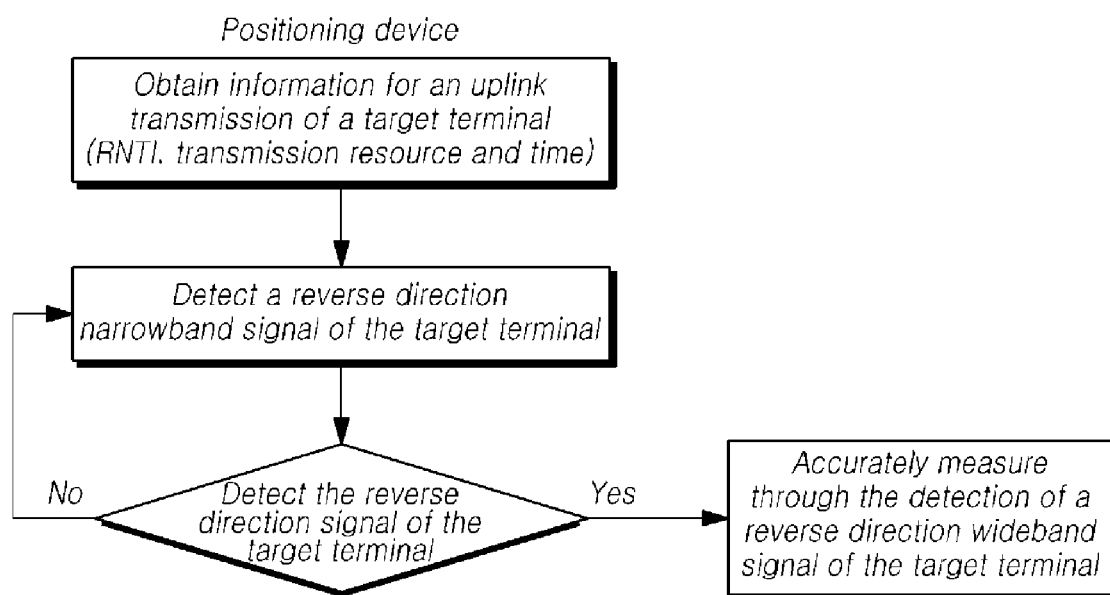 Positioning device
Obtain information for an uplink
transmission of a target terminal
(RNTI. transmission resource and time)
Detect a reverse direction
narrowband signal of the target terminal
No
Detect the reverse
direction signal of the
target terminal
Yes
Accurately measure
through the detection of a
reverse direction wideband
signal of the target terminal